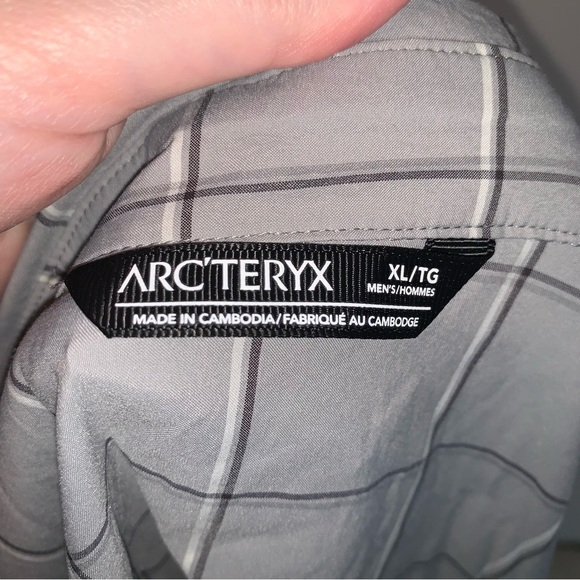 ARC'TERYX
XL/TG
MEN'S/HOMMES
MADE IN CAMBODIA/FABRIQUÉ AU CAMBODGE